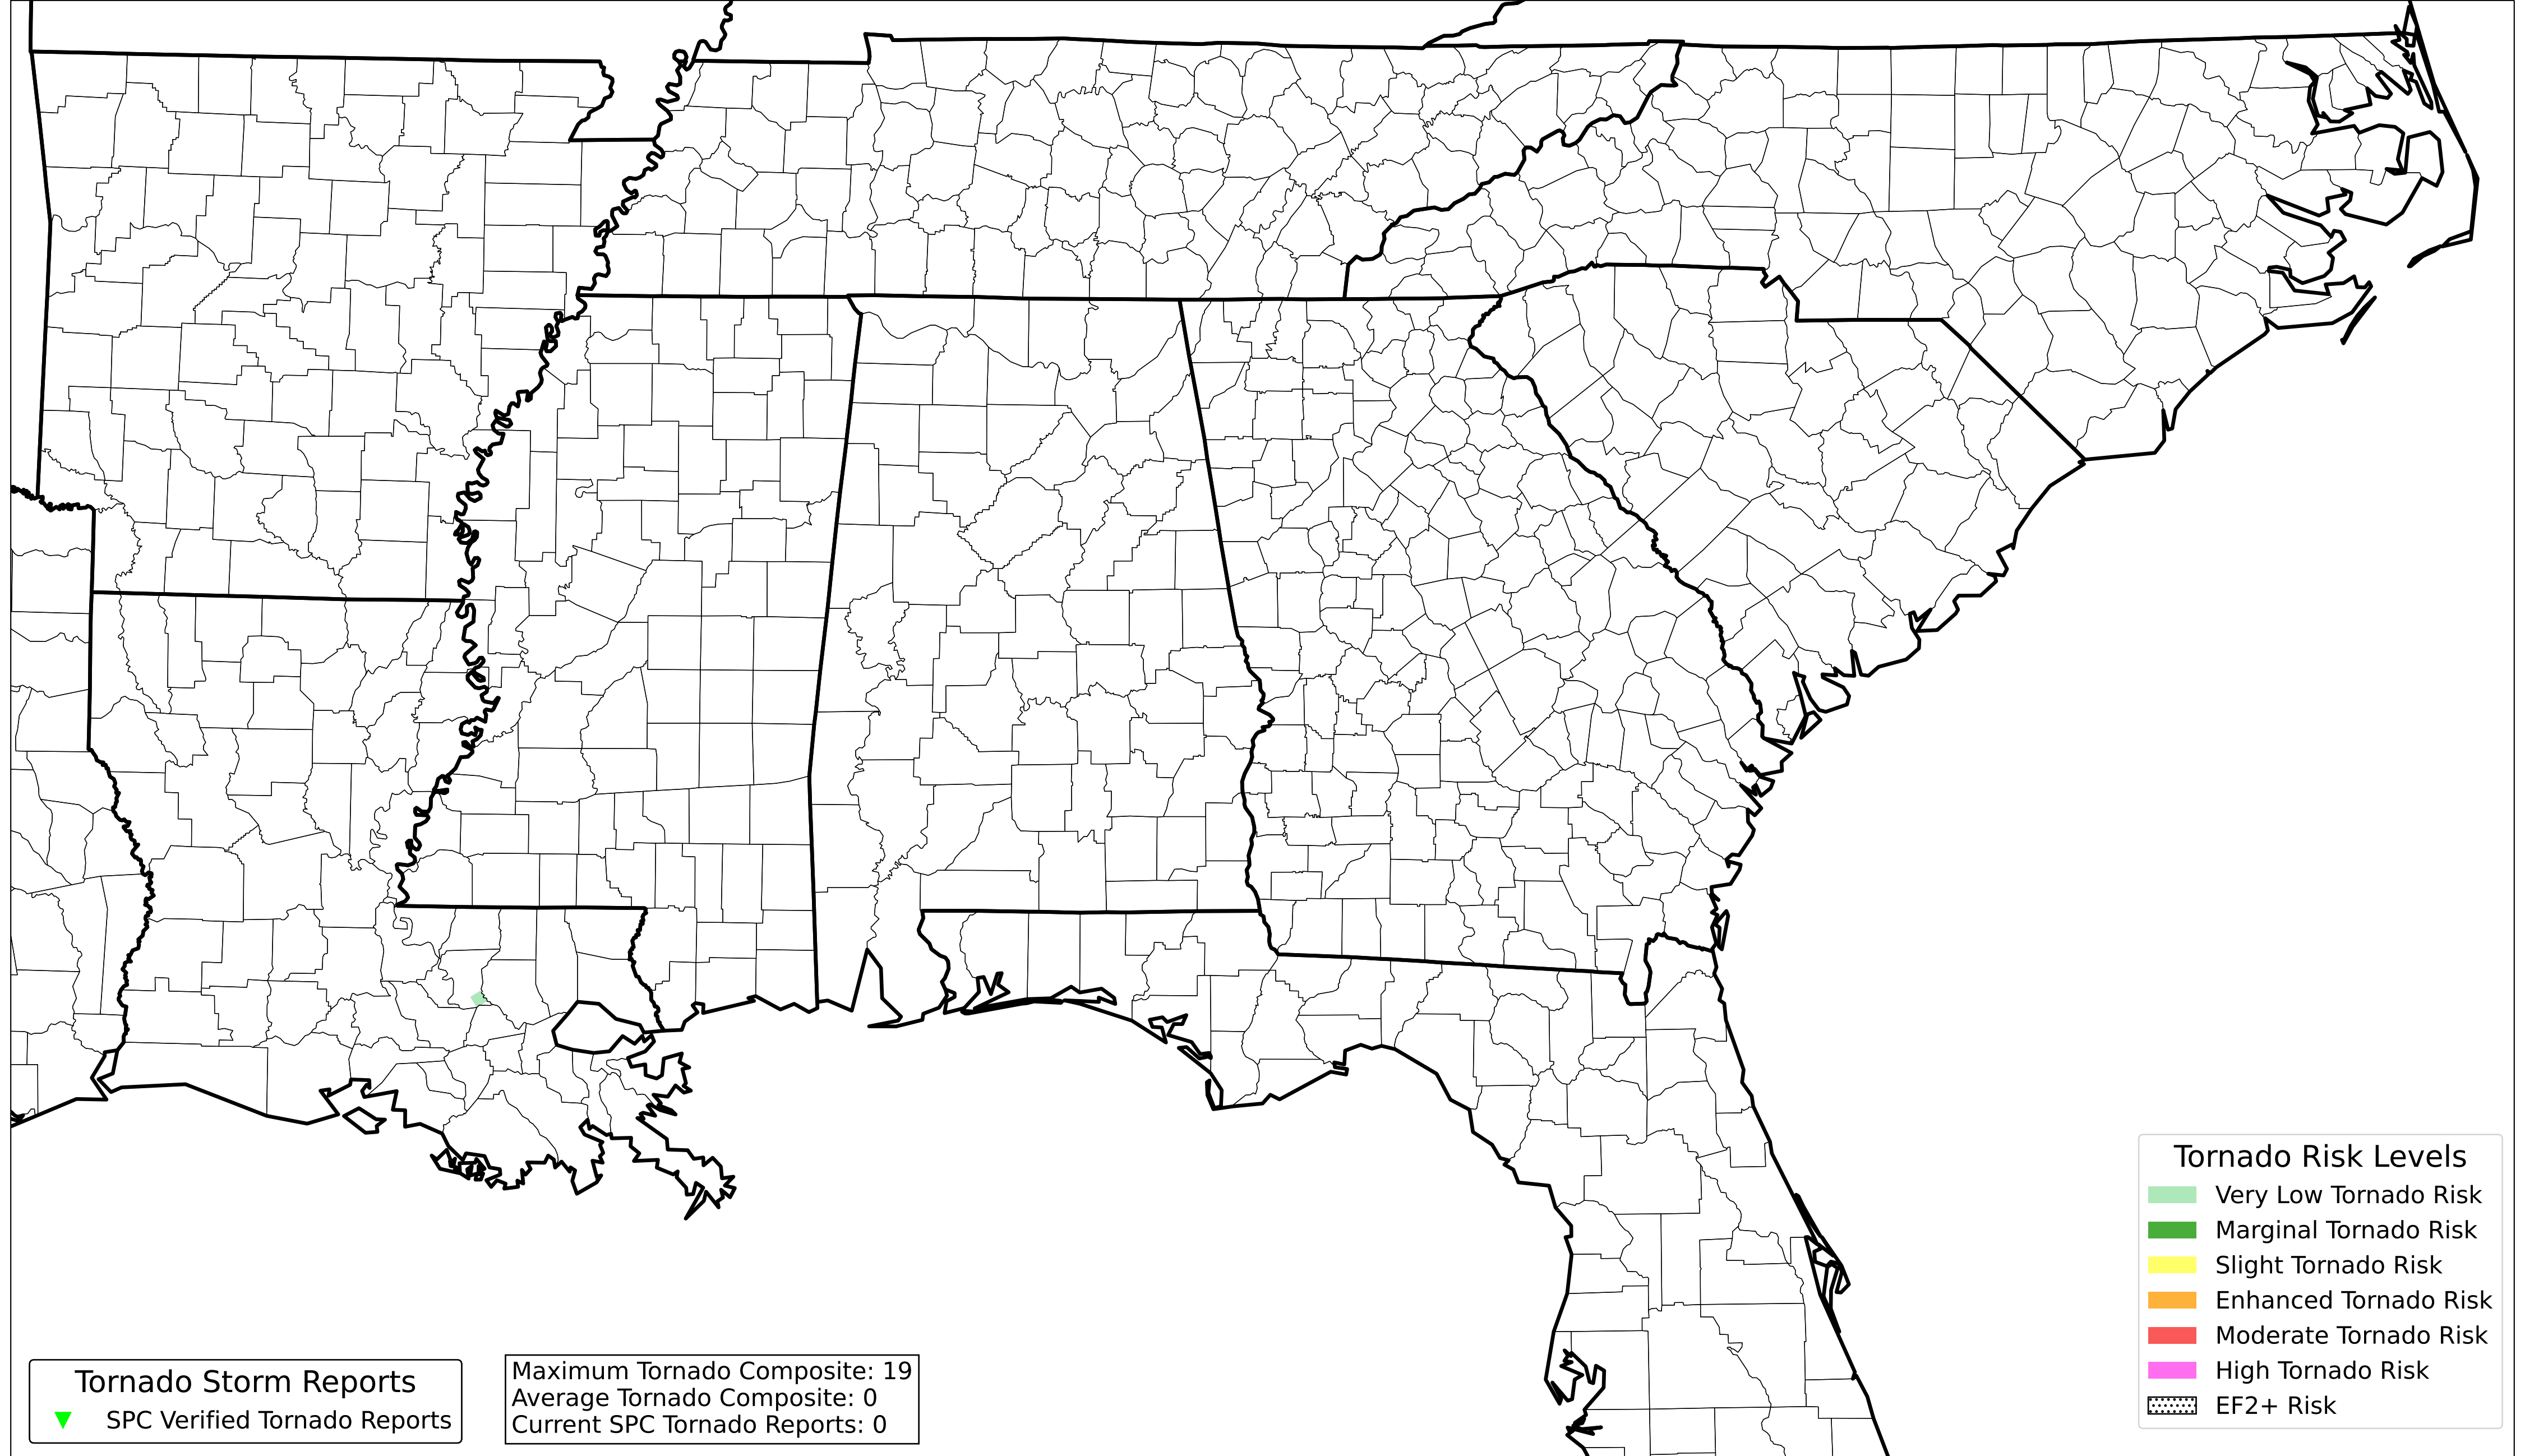 Tornado Storm Reports
SPC Verified Tornado Reports
Maximum Tornado Composite: 19
Average Tornado Composite: 0
Current SPC Tornado Reports: 0
Tornado Risk Levels
Very Low Tornado Risk
Marginal Tornado Risk
Slight Tornado Risk
Enhanced Tornado Risk
Moderate Tornado Risk
High Tornado Risk
EF2+ Risk